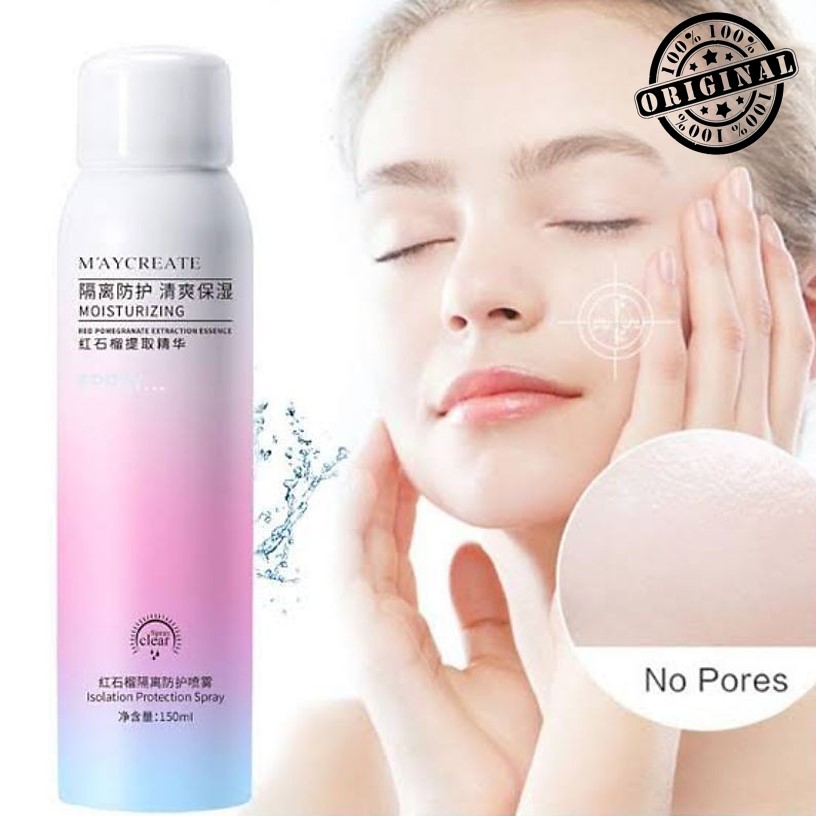 M'AYCREATE
隔离防护 清爽保湿
MOISTURIZING
RED POMEGRANATE EXTRACTION ESSENCE
红石榴提取精华
Spray
clear
红石榴隔离防护喷雾
Isolation Protection Spray
净含量:150ml
100% 100%
ORIGINAL
100% 100%
No Pores